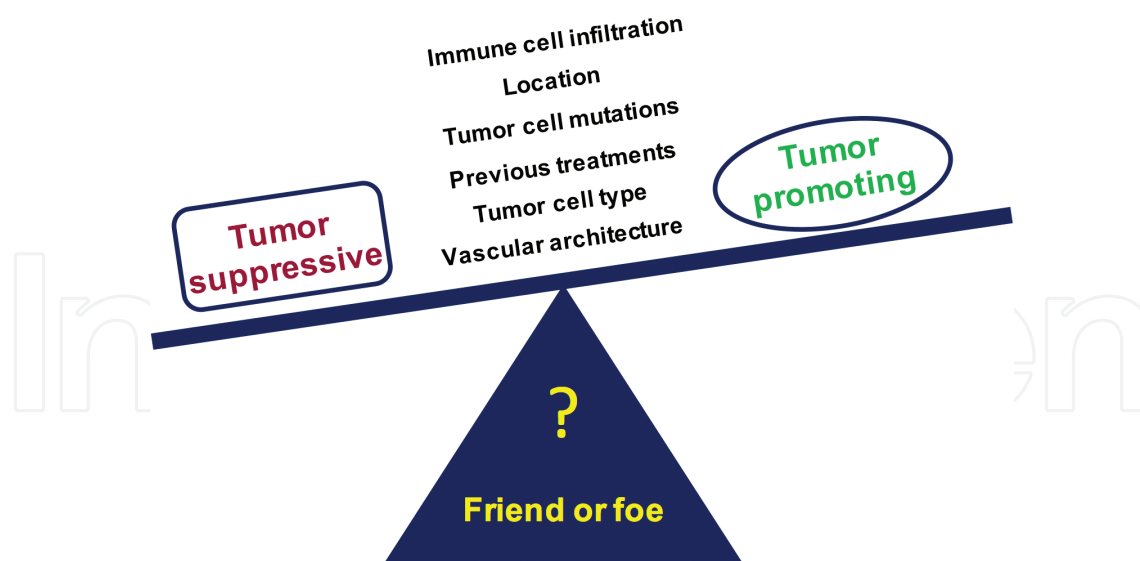 Immune cell infiltration
Location
Tumor cell mutations
Previous treatments
Tumor cell type
Vascular architecture
Tumor
suppressive
Tumor
promoting
?
Friend or foe